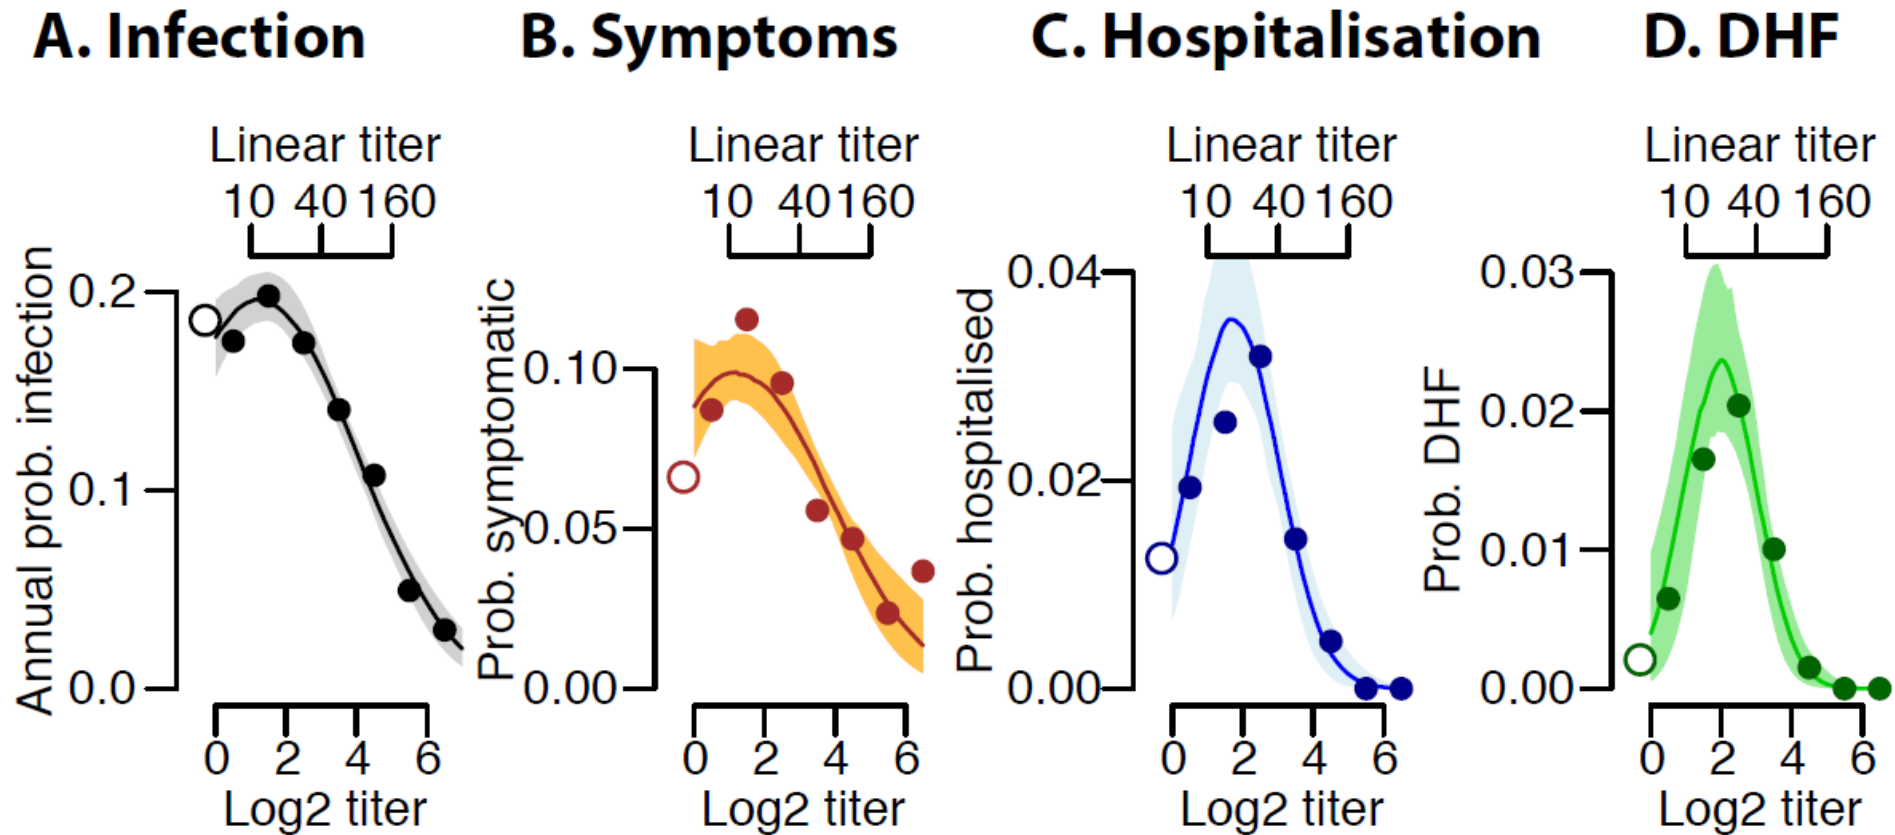 A. Infection
B. Symptoms
C. Hospitalisation
D. DHF
Linear titer
10 40 160
Annual prob. infection
0.2
0.1
0.0
0 2 4 6
Log2 titer
Linear titer
10 40 160
Prob. symptomatic
0.10
0.05
0.00
0 2 4 6
Log2 titer
Linear titer
10 40 160
Prob. hospitalised
0.04
0.02
0.00
0 2 4 6
Log2 titer
Linear titer
10 40 160
Prob. DHF
0.03
0.02
0.01
0.00
0 2 4 6
Log2 titer